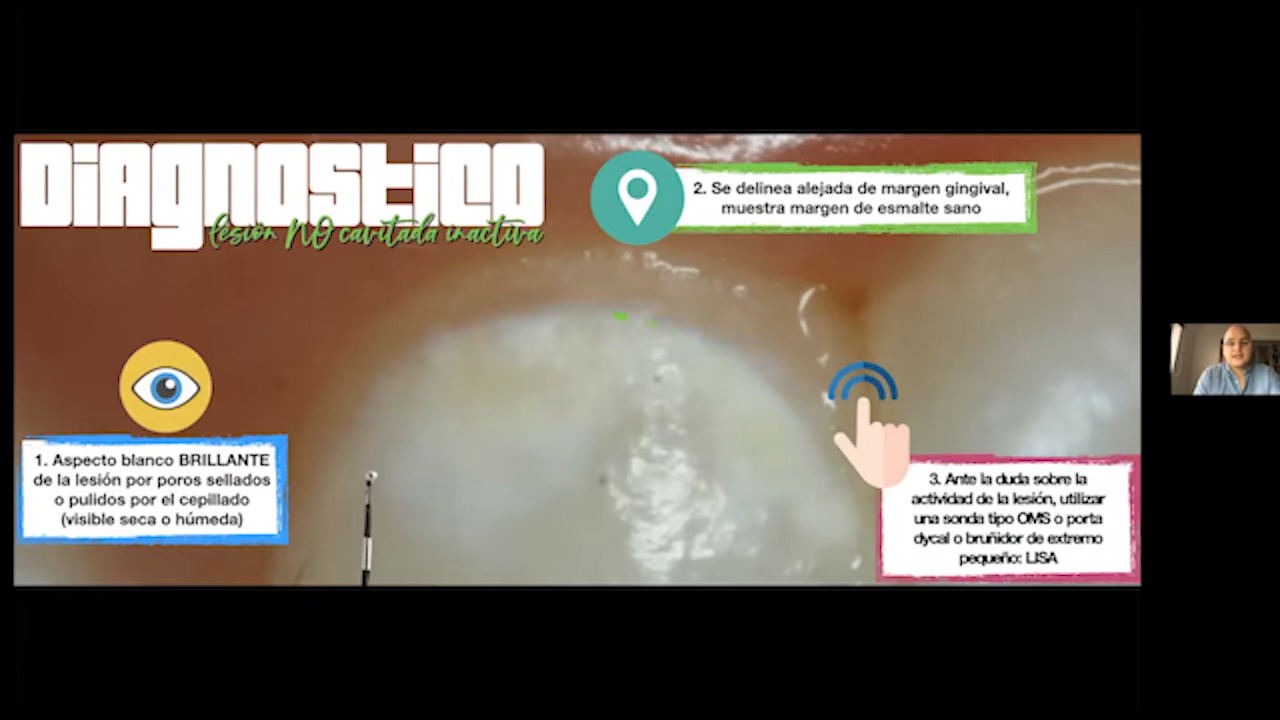 DiAgnostico
lesión NO cavitada inactiva
2. Se delinea alejada de margen gingival,
muestra margen de esmalte sano
1. Aspecto blanco BRILLANTE
de la lesión por poros sellados
o pulidos por el cepillado
(visible seca o húmeda)
3. Ante la duda sobre la
actividad de la lesión, utilizar
una sonda tipo OMS o porta
dycal o bruñidor de extremo
pequeño: LISA